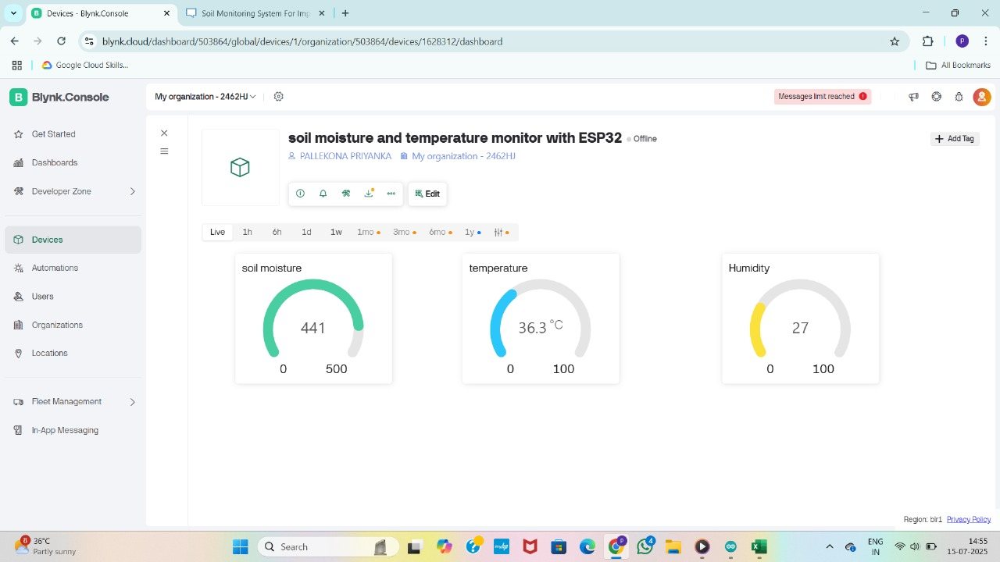 Devices - Blynk.Console
Soil Monitoring System For Imp
blynk.cloud/dashboard/503864/global/devices/1/organization/503864/devices/1628312/dashboard
P
Google Cloud Skills...
All Bookmarks
B Blynk.Console
My organization - 2462HJ
Messages limit reached !
Get Started
Dashboards
Developer Zone
Devices
Automations
Users
Organizations
Locations
Fleet Management
In-App Messaging
soil moisture and temperature monitor with ESP32 Offline
Add Tag
PALLEKONA PRIYANKA My organization - 2462HJ
Edit
Live 1h 6h 1d 1w 1mo 3mo 6mo 1y
soil moisture
441
0 500
temperature
36.3 °C
0 100
Humidity
27
0 100
Region: blr1 Privacy Policy
8
36°C
Partly sunny
Search
myhp
P
4
ENG
IN
14:55
15-07-2025